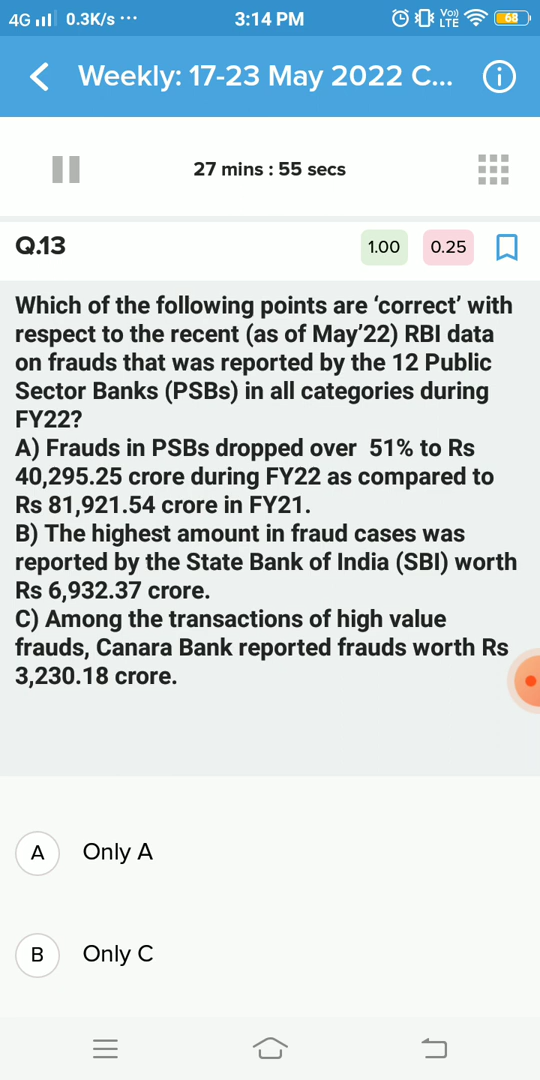 4G 0.3K/s ... 3:14 PM Vo)) LTE 68
Weekly: 17-23 May 2022 C...
27 mins : 55 secs
Q.13 1.00 0.25
Which of the following points are ‘correct’ with
respect to the recent (as of May’22) RBI data
on frauds that was reported by the 12 Public
Sector Banks (PSBs) in all categories during
FY22?
A) Frauds in PSBs dropped over 51% to Rs
40,295.25 crore during FY22 as compared to
Rs 81,921.54 crore in FY21.
B) The highest amount in fraud cases was
reported by the State Bank of India (SBI) worth
Rs 6,932.37 crore.
C) Among the transactions of high value
frauds, Canara Bank reported frauds worth Rs
3,230.18 crore.
A Only A
B Only C